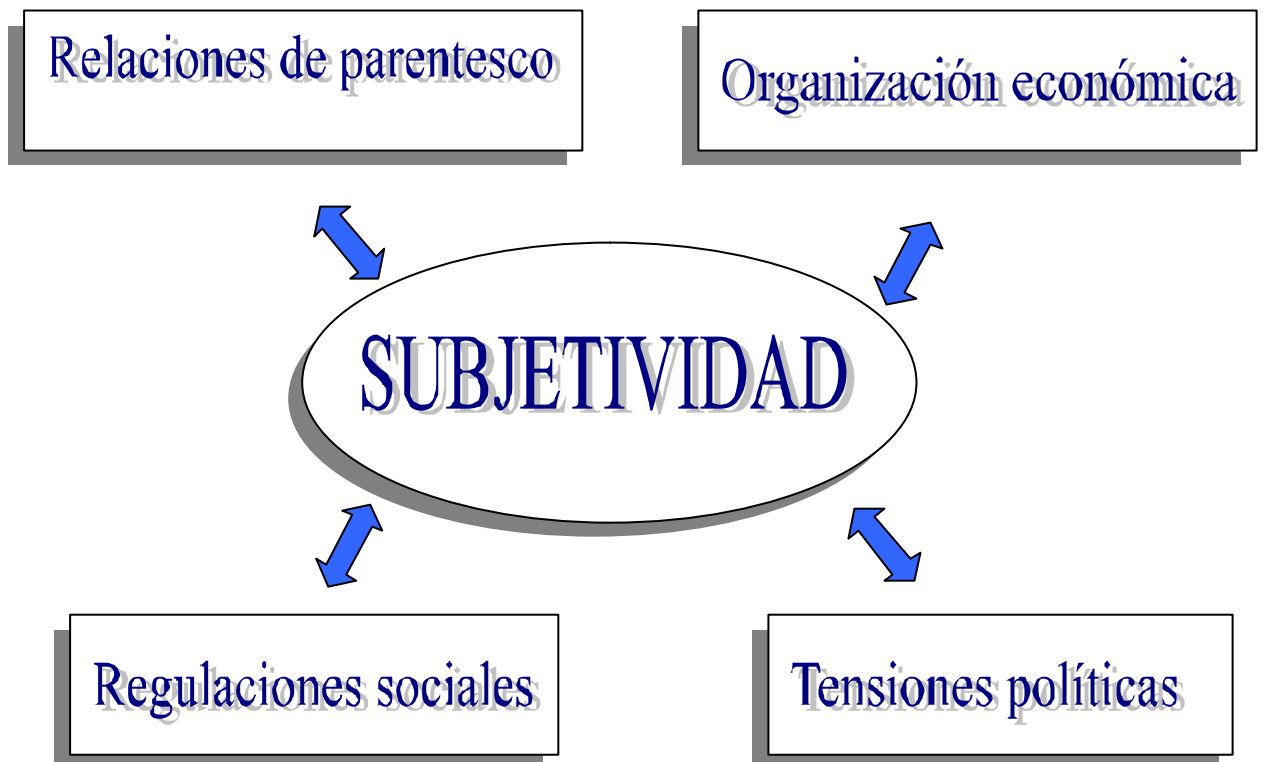 Relaciones de parentesco
Organización económica
SUBJETIVIDAD
Regulaciones sociales
Tensiones políticas